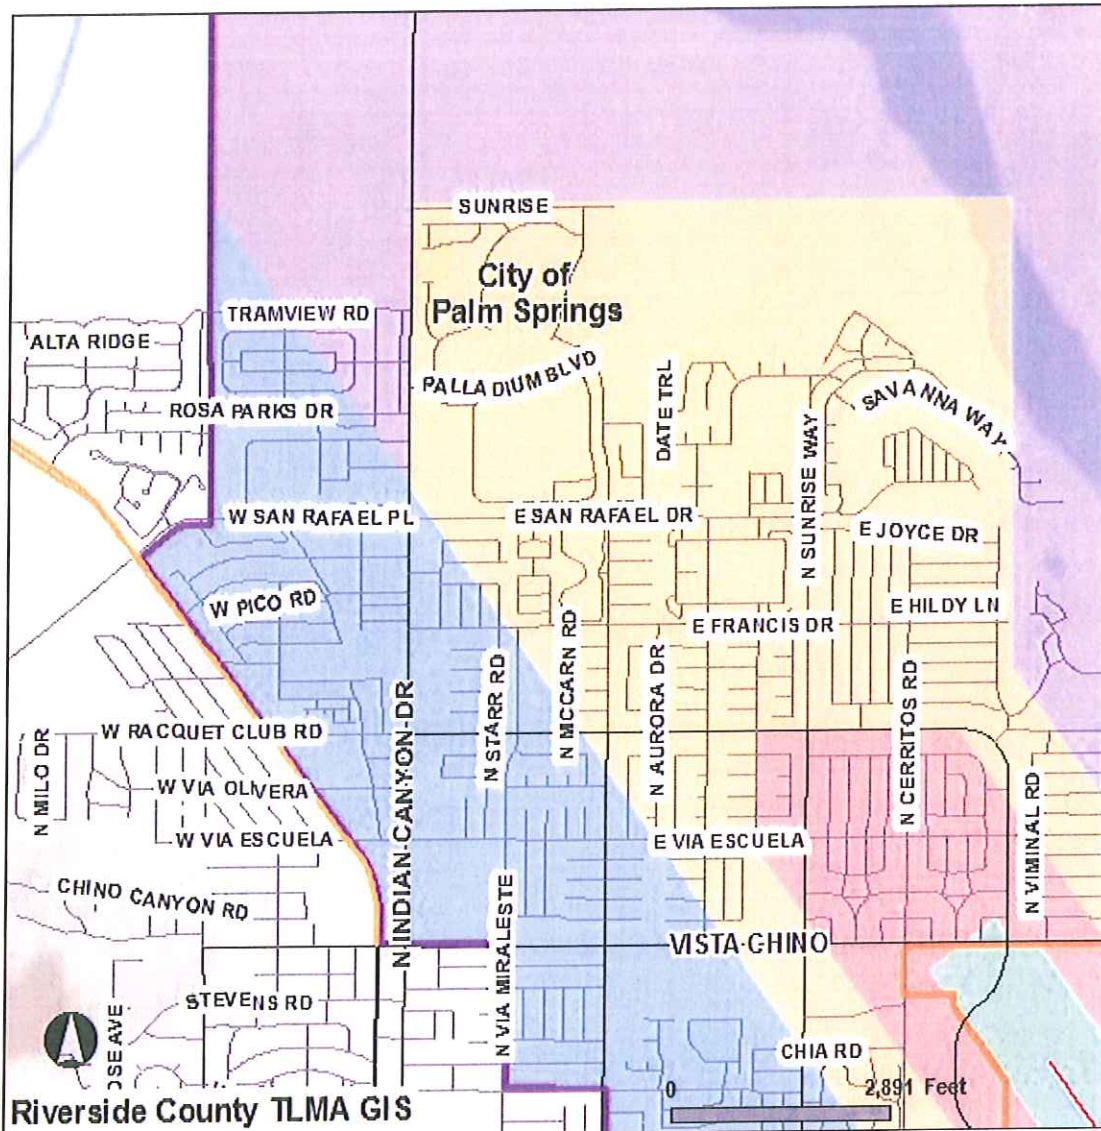 SUNRISE
City of
Palm Springs
TRAMVIEW RD
ALTA RIDGE
PALLADIUM BLVD
DATE TRL
SAVANNA WAY
ROSA PARKS DR
N SUNRISE WAY
W SAN RAFAEL PL
E SAN RAFAEL DR
E JOYCE DR
W PICO RD
E HILDY LN
E FRANCIS DR
N STARR RD
N MCCARN RD
N AURORA DR
N CERRITOS RD
N INDIAN CANYON DR
W RACQUET CLUB RD
N MILO DR
W VIA OLIVERA
N VIMINAL RD
W VIA ESCUELA
E VIA ESCUELA
CHINO CANYON RD
N VIA MIRALESTE
VISTA CHINO
STEVENS RD
OSE AVE
CHIA RD
0 2,891 Feet
Riverside County TLMA GIS